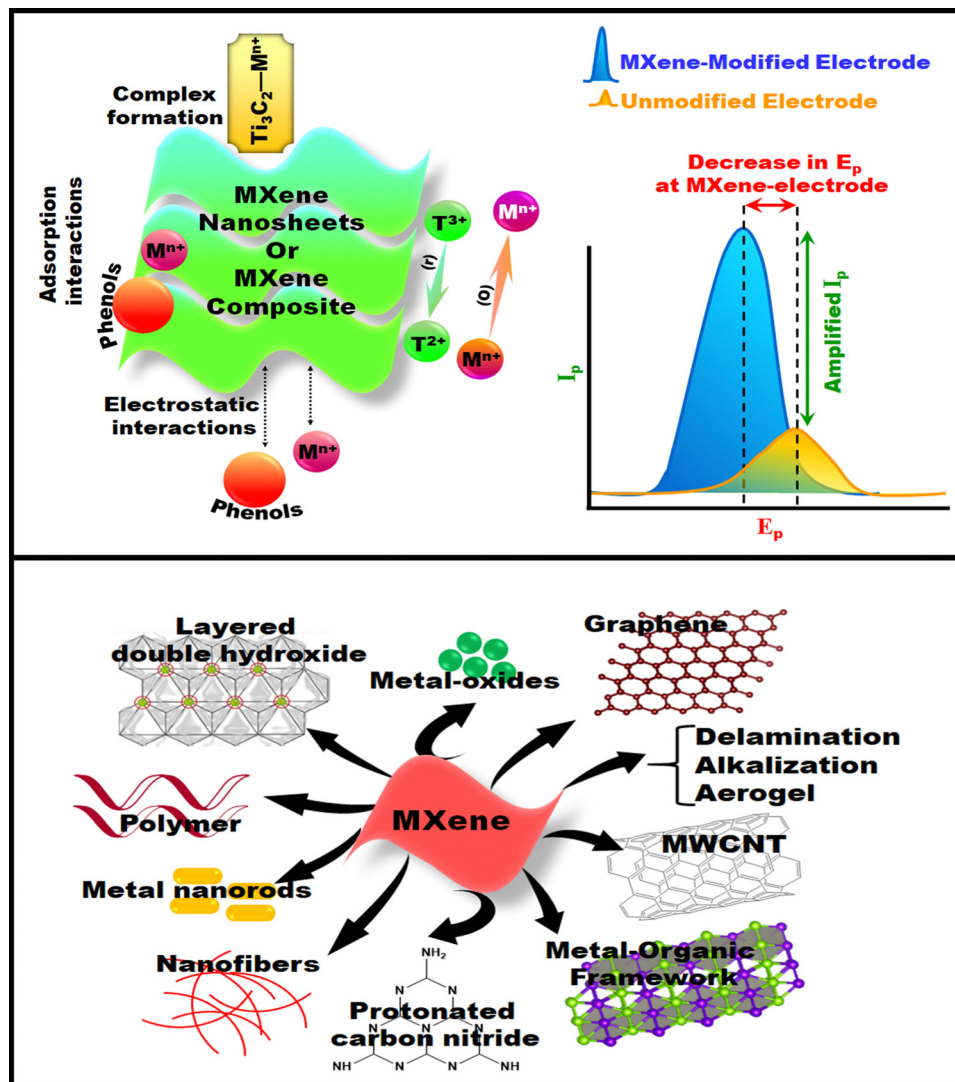 Complex
formation
Ti₃C₂—Mⁿ⁺
Adsorption
interactions
MXene
Nanosheets
Or
MXene
Composite
Mⁿ⁺
Phenols
T³⁺
(r)
T²⁺
Mⁿ⁺
(o)
Mⁿ⁺
Electrostatic
interactions
Mⁿ⁺
Phenols
MXene-Modified Electrode
Unmodified Electrode
Decrease in Eₚ
at MXene-electrode
Amplified Iₚ
Iₚ
Eₚ
Layered
double hydroxide
Metal-oxides
Graphene
Delamination
Alkalization
Aerogel
Polymer
MXene
MWCNT
Metal nanorods
Nanofibers
Metal-Organic
Framework
NH₂
N N
N
Protonated
carbon nitride
N N N
N N
NH N N NH